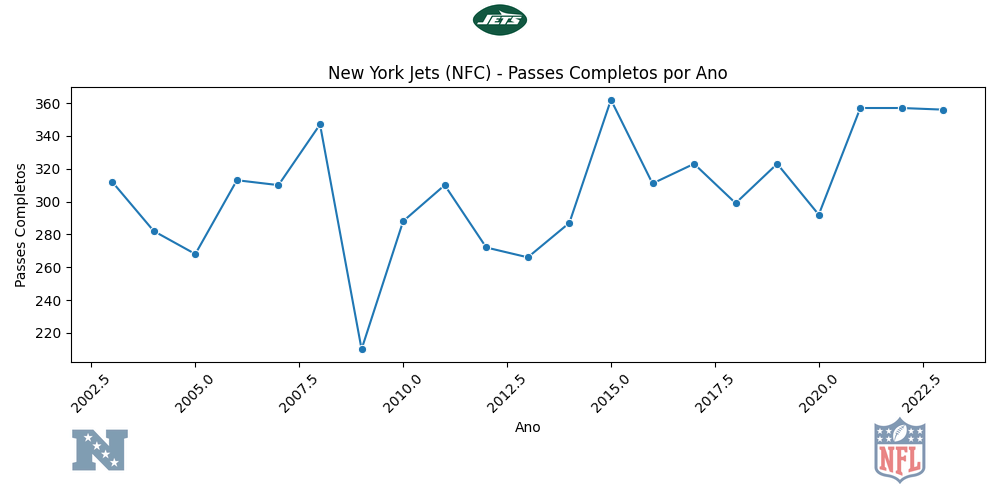 JETS
New York Jets (NFC) - Passes Completos por Ano
Passes Completos
360
340
320
300
280
260
240
220
2002.5
2005.0
2007.5
2010.0
2012.5
2015.0
2017.5
2020.0
2022.5
Ano
N
NFL